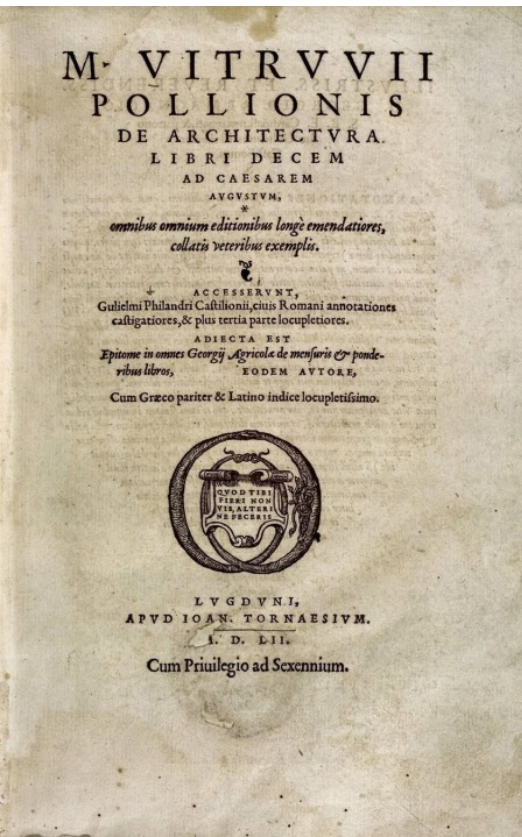 M· VITRVVII
POLLIONIS
DE ARCHITECTVRA.
LIBRI DECEM
AD CAESAREM
AVGVSTVM,
*
omnibus omnium editionibus longè emendatiores,
collatis veteribus exemplis.
ACCESSERVNT,
Gulielmi Philandri Castilionii, ciuis Romani annotationes
castigatiores, & plus tertia parte locupletiores.
ADIECTA EST
Epitome in omnes Georgij Agricolæ de mensuris & ponde-
ribus libros, EODEM AVTORE,
Cum Græco pariter & Latino indice locupletissimo.
QVOD TIBI
FIERI NON
VIS, ALTERI
NE FECERIS
LVGDVNI,
APVD IOAN. TORNAESIVM.
D. LII.
Cum Priuilegio ad Sexennium.